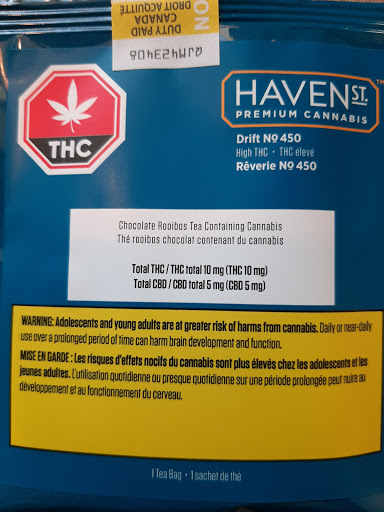 ON
DUTY PAID
CANADA
DROIT ACQUITTÉ
QJM423408
THC
HAVEN ST.™
PREMIUM CANNABIS
Drift Nº 450
High THC • THC élevé
Rêverie Nº 450
Chocolate Rooibos Tea Containing Cannabis
Thé rooibos chocolat contenant du cannabis
Total THC / THC total 10 mg (THC 10 mg)
Total CBD / CBD total 5 mg (CBD 5 mg)
WARNING: Adolescents and young adults are at greater risk of harms from cannabis. Daily or near-daily
use over a prolonged period of time can harm brain development and function.
MISE EN GARDE : Les risques d'effets nocifs du cannabis sont plus élevés chez les adolescents et les
jeunes adultes. L'utilisation quotidienne ou presque quotidienne sur une période prolongée peut nuire au
développement et au fonctionnement du cerveau.
1 Tea Bag • 1 sachet de thé